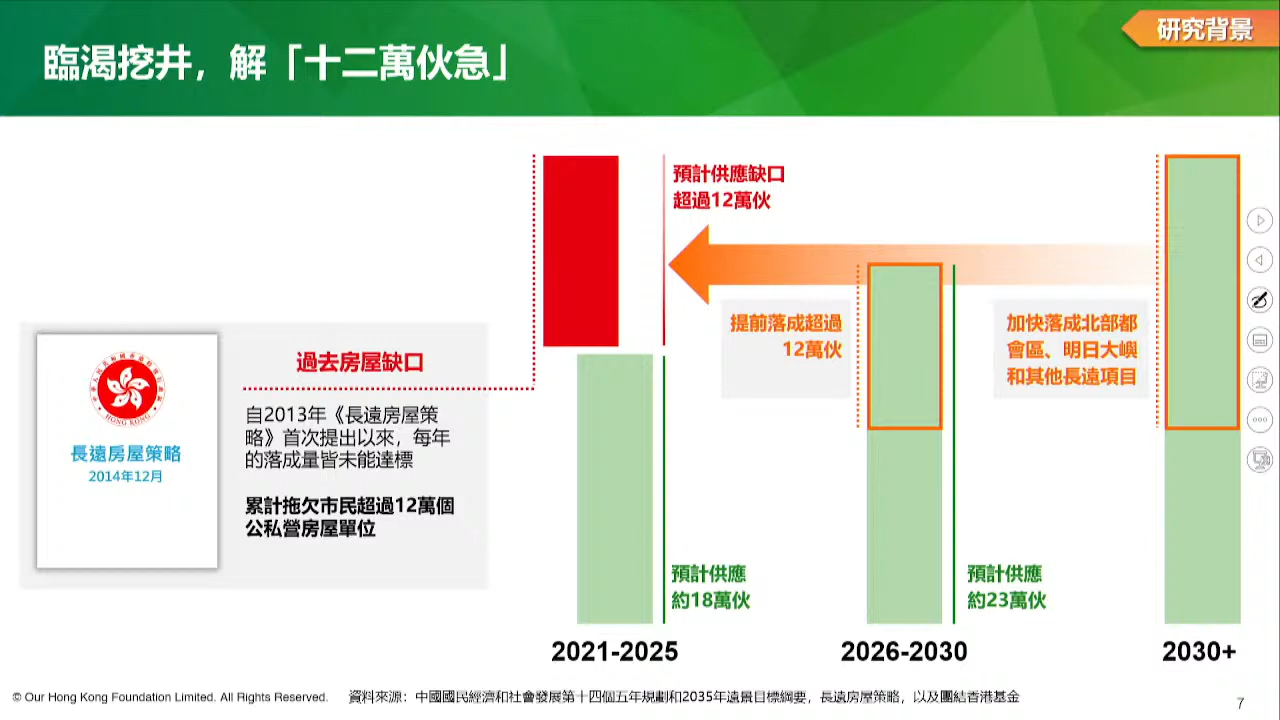 研究背景
臨渴挖井，解「十二萬伙急」
預計供應缺口
超過12萬伙
提前落成超過
12萬伙
加快落成北部都
會區、明日大嶼
和其他長遠項目
過去房屋缺口
HONG KONG
長遠房屋策略
2014年12月
自2013年《長遠房屋策
略》首次提出以來，每年
的落成量皆未能達標
累計拖欠市民超過12萬個
公私營房屋單位
預計供應
約18萬伙
預計供應
約23萬伙
2021-2025
2026-2030
2030+
© Our Hong Kong Foundation Limited. All Rights Reserved.
資料來源：中國國民經濟和社會發展第十四個五年規劃和2035年遠景目標綱要，長遠房屋策略，以及團結香港基金
7